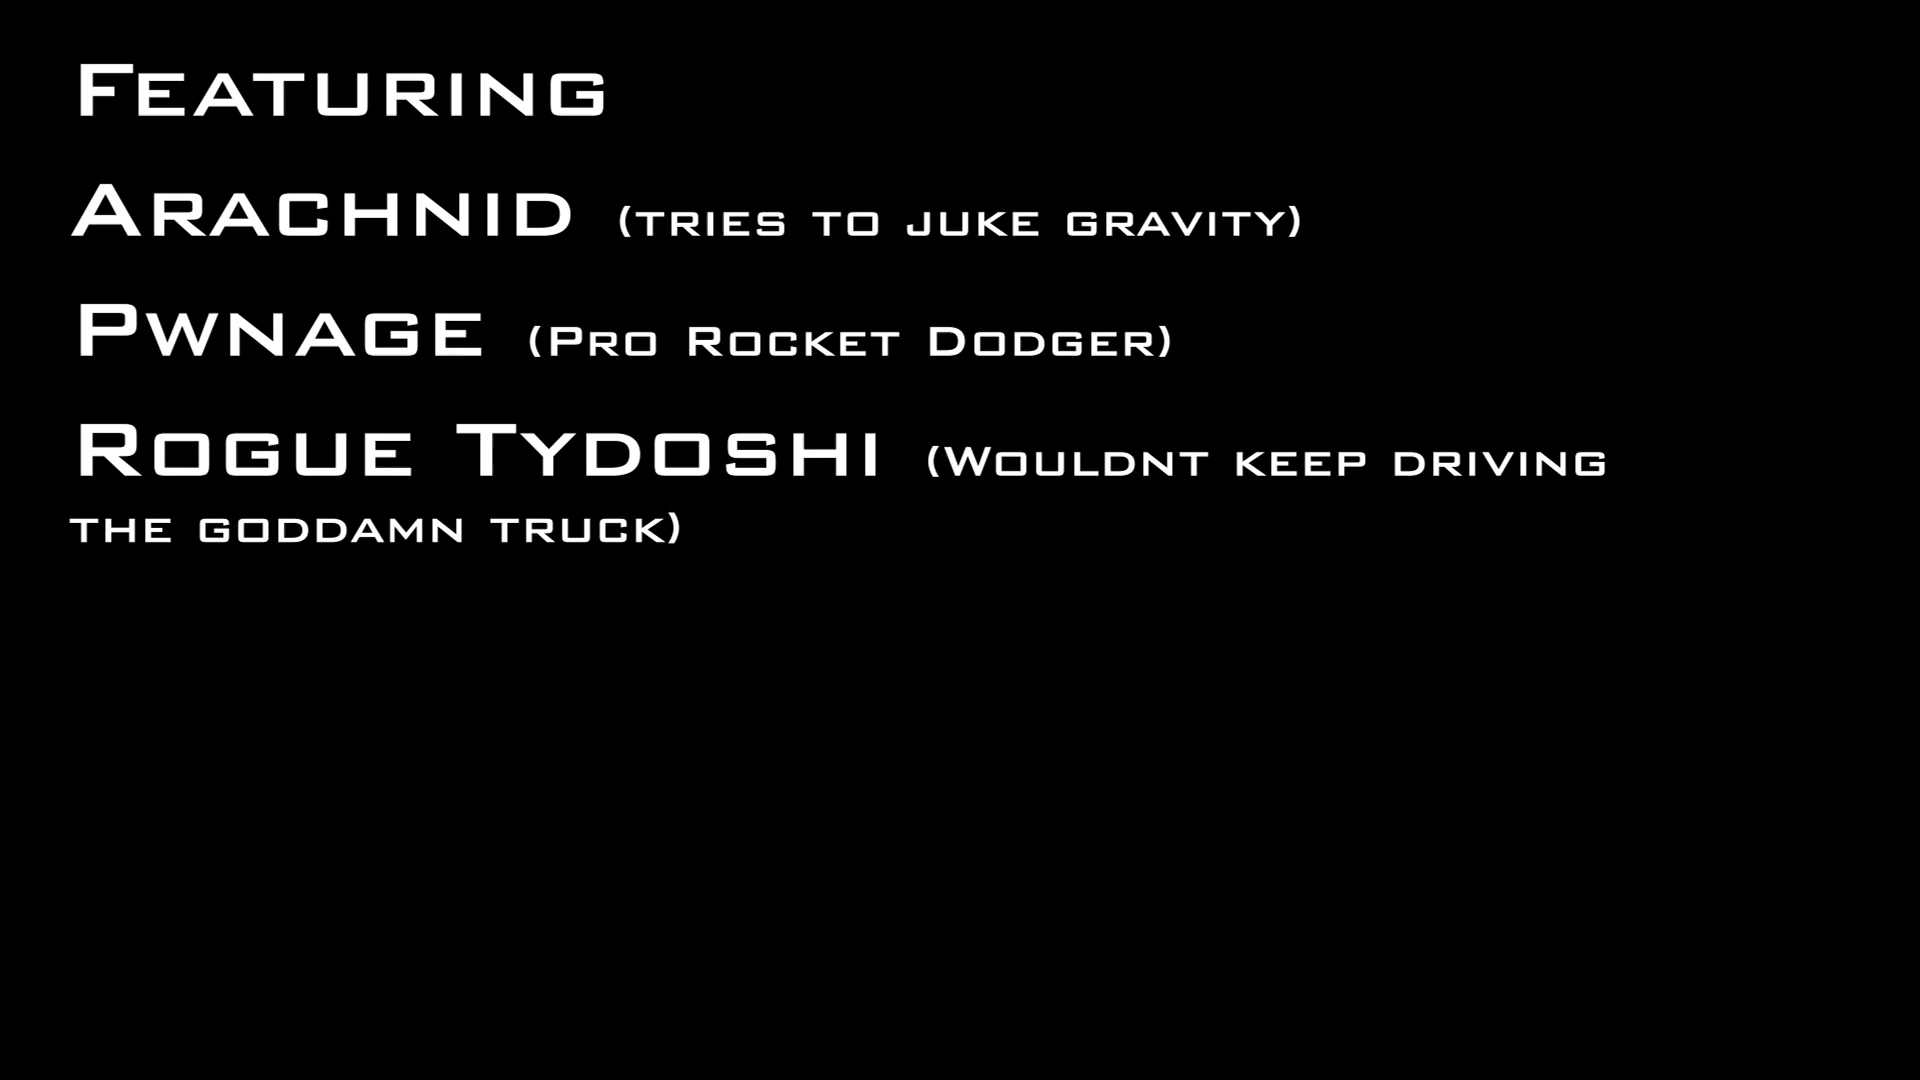 Featuring
Arachnid (tries to juke gravity)
Pwnage (Pro Rocket Dodger)
Rogue Tydoshi (Wouldnt keep driving
the goddamn truck)